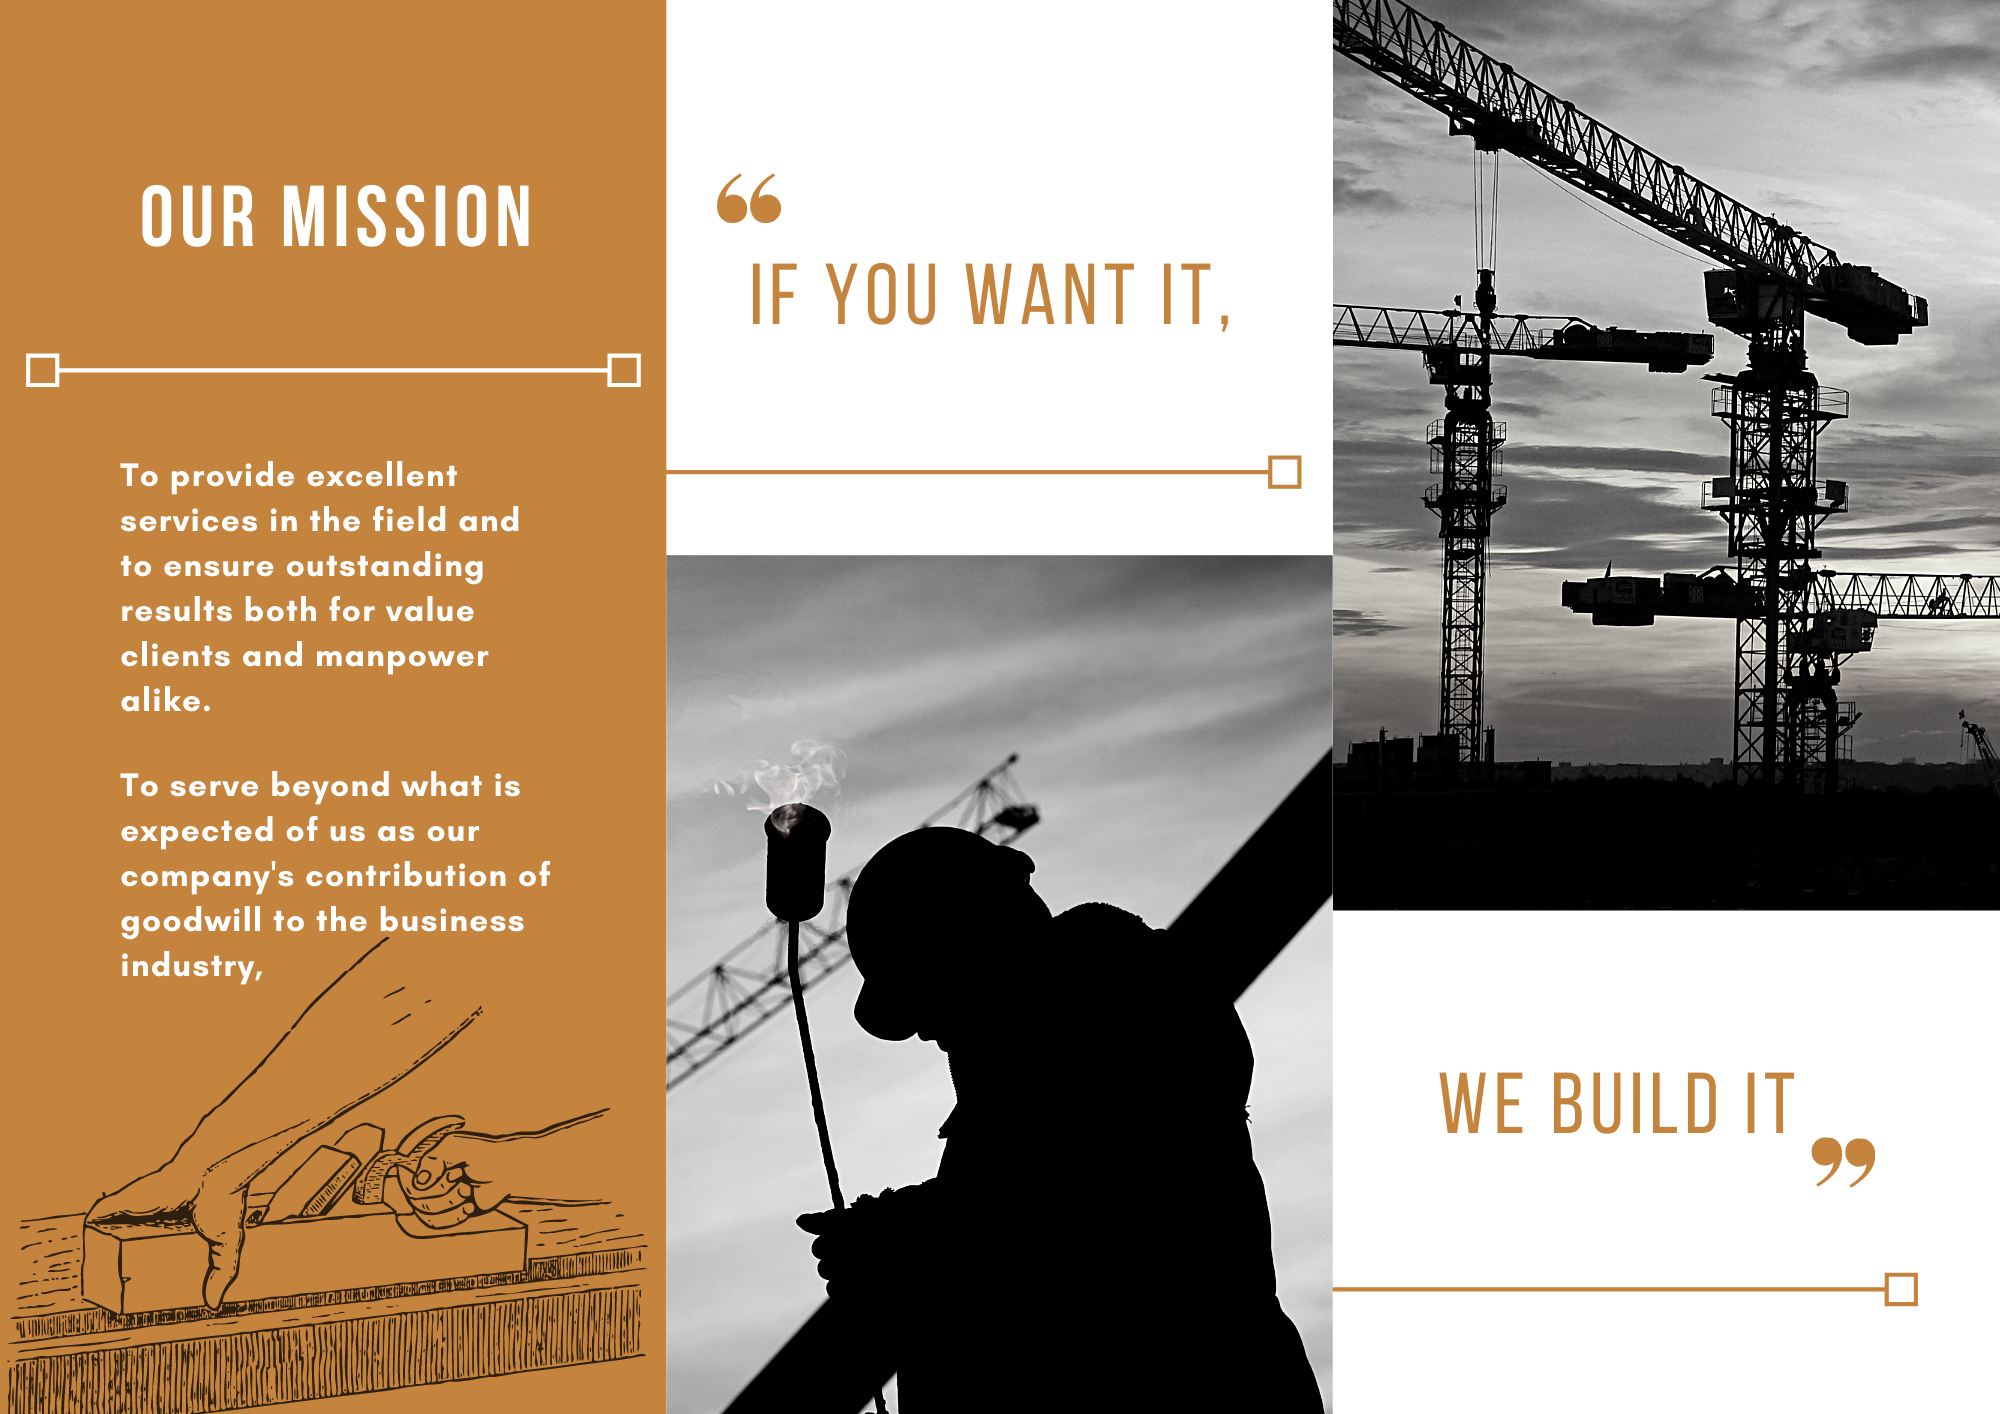 OUR MISSION
To provide excellent
services in the field and
to ensure outstanding
results both for value
clients and manpower
alike.
To serve beyond what is
expected of us as our
company's contribution of
goodwill to the business
industry,
“
IF YOU WANT IT,
WE BUILD IT
”